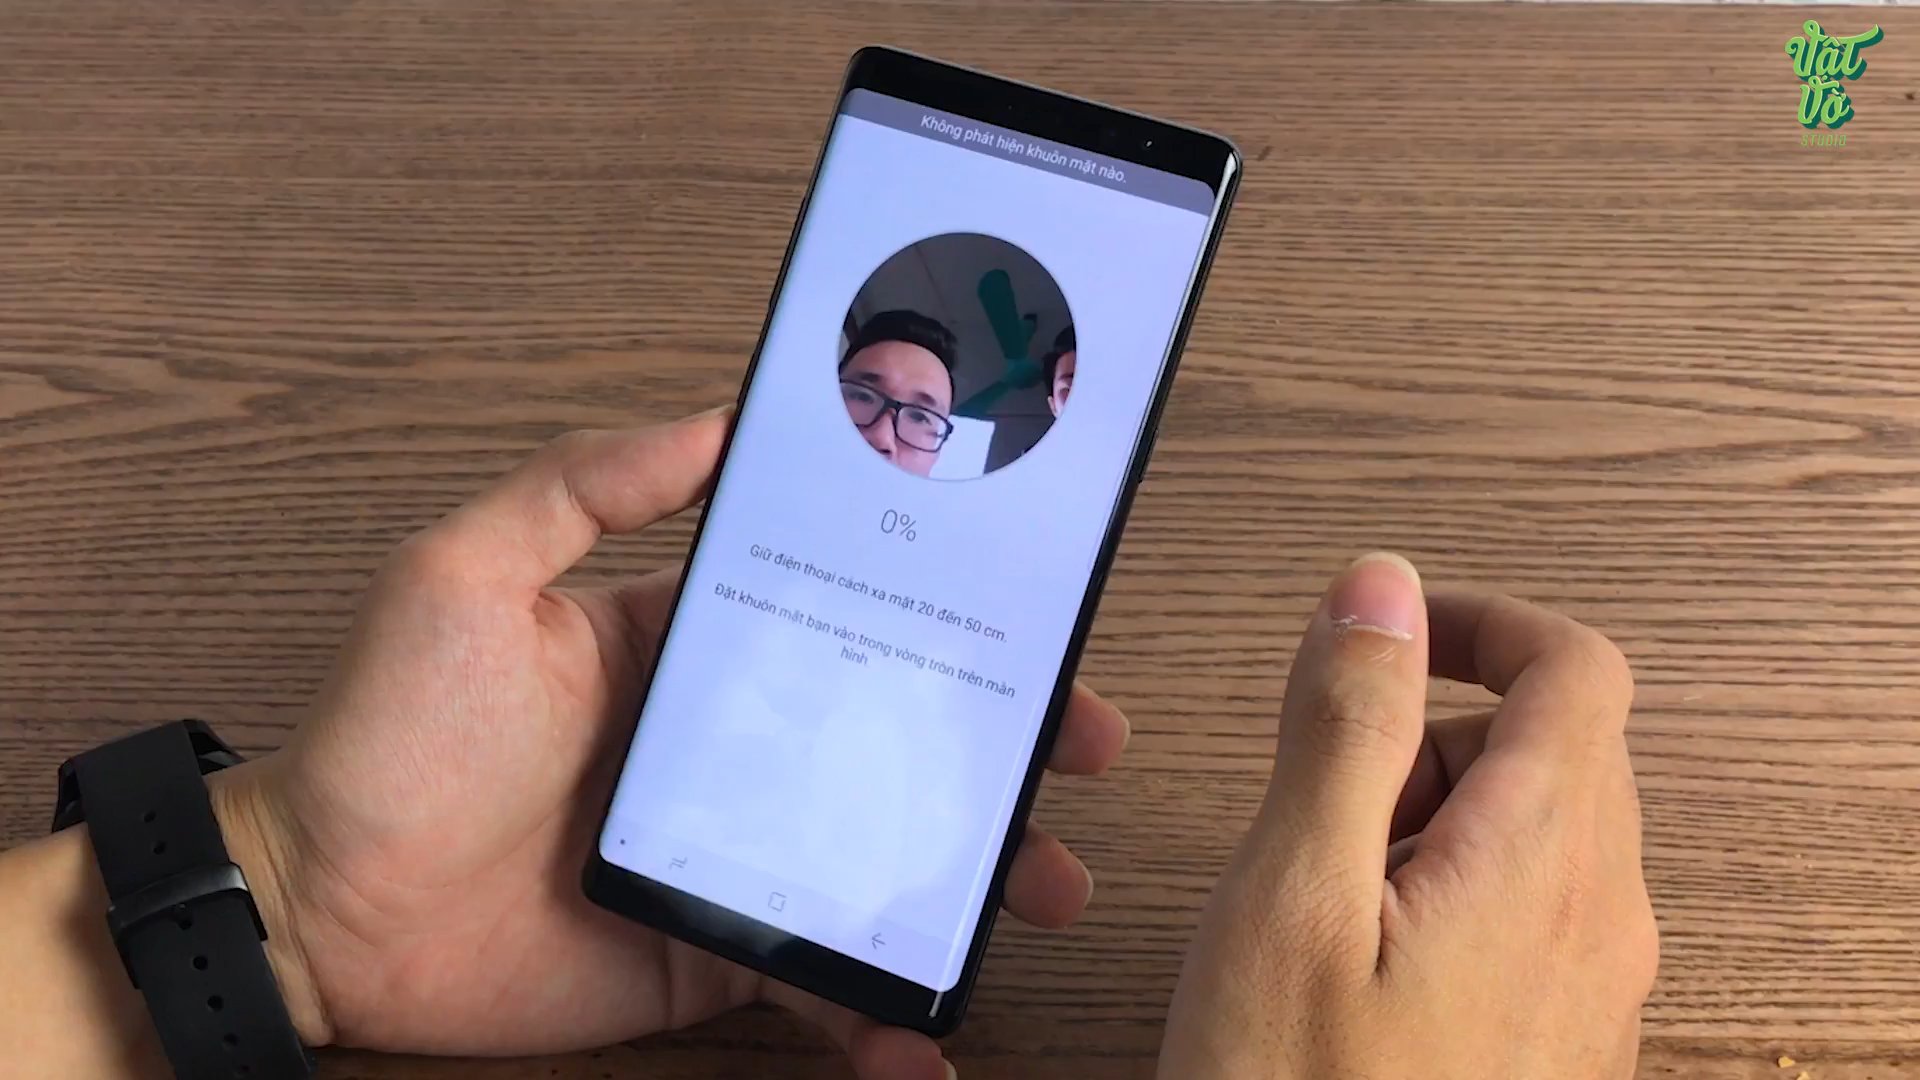 Vật
Vờ
STUDIO
Không phát hiện khuôn mặt nào.
0%
Giữ điện thoại cách xa mặt 20 đến 50 cm.
Đặt khuôn mặt bạn vào trong vòng tròn trên màn
hình